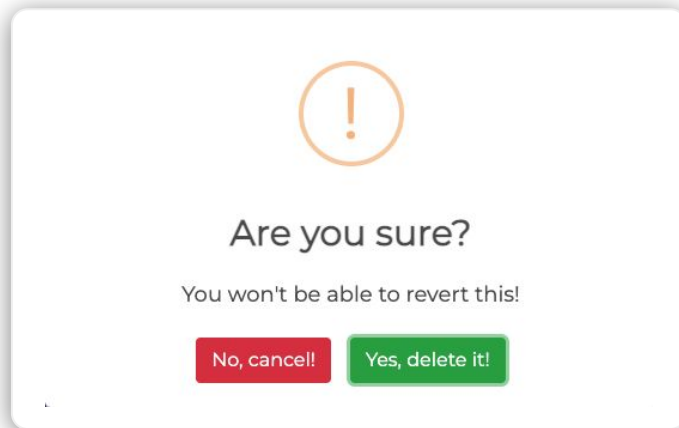 !
Are you sure?
You won't be able to revert this!
No, cancel! Yes, delete it!